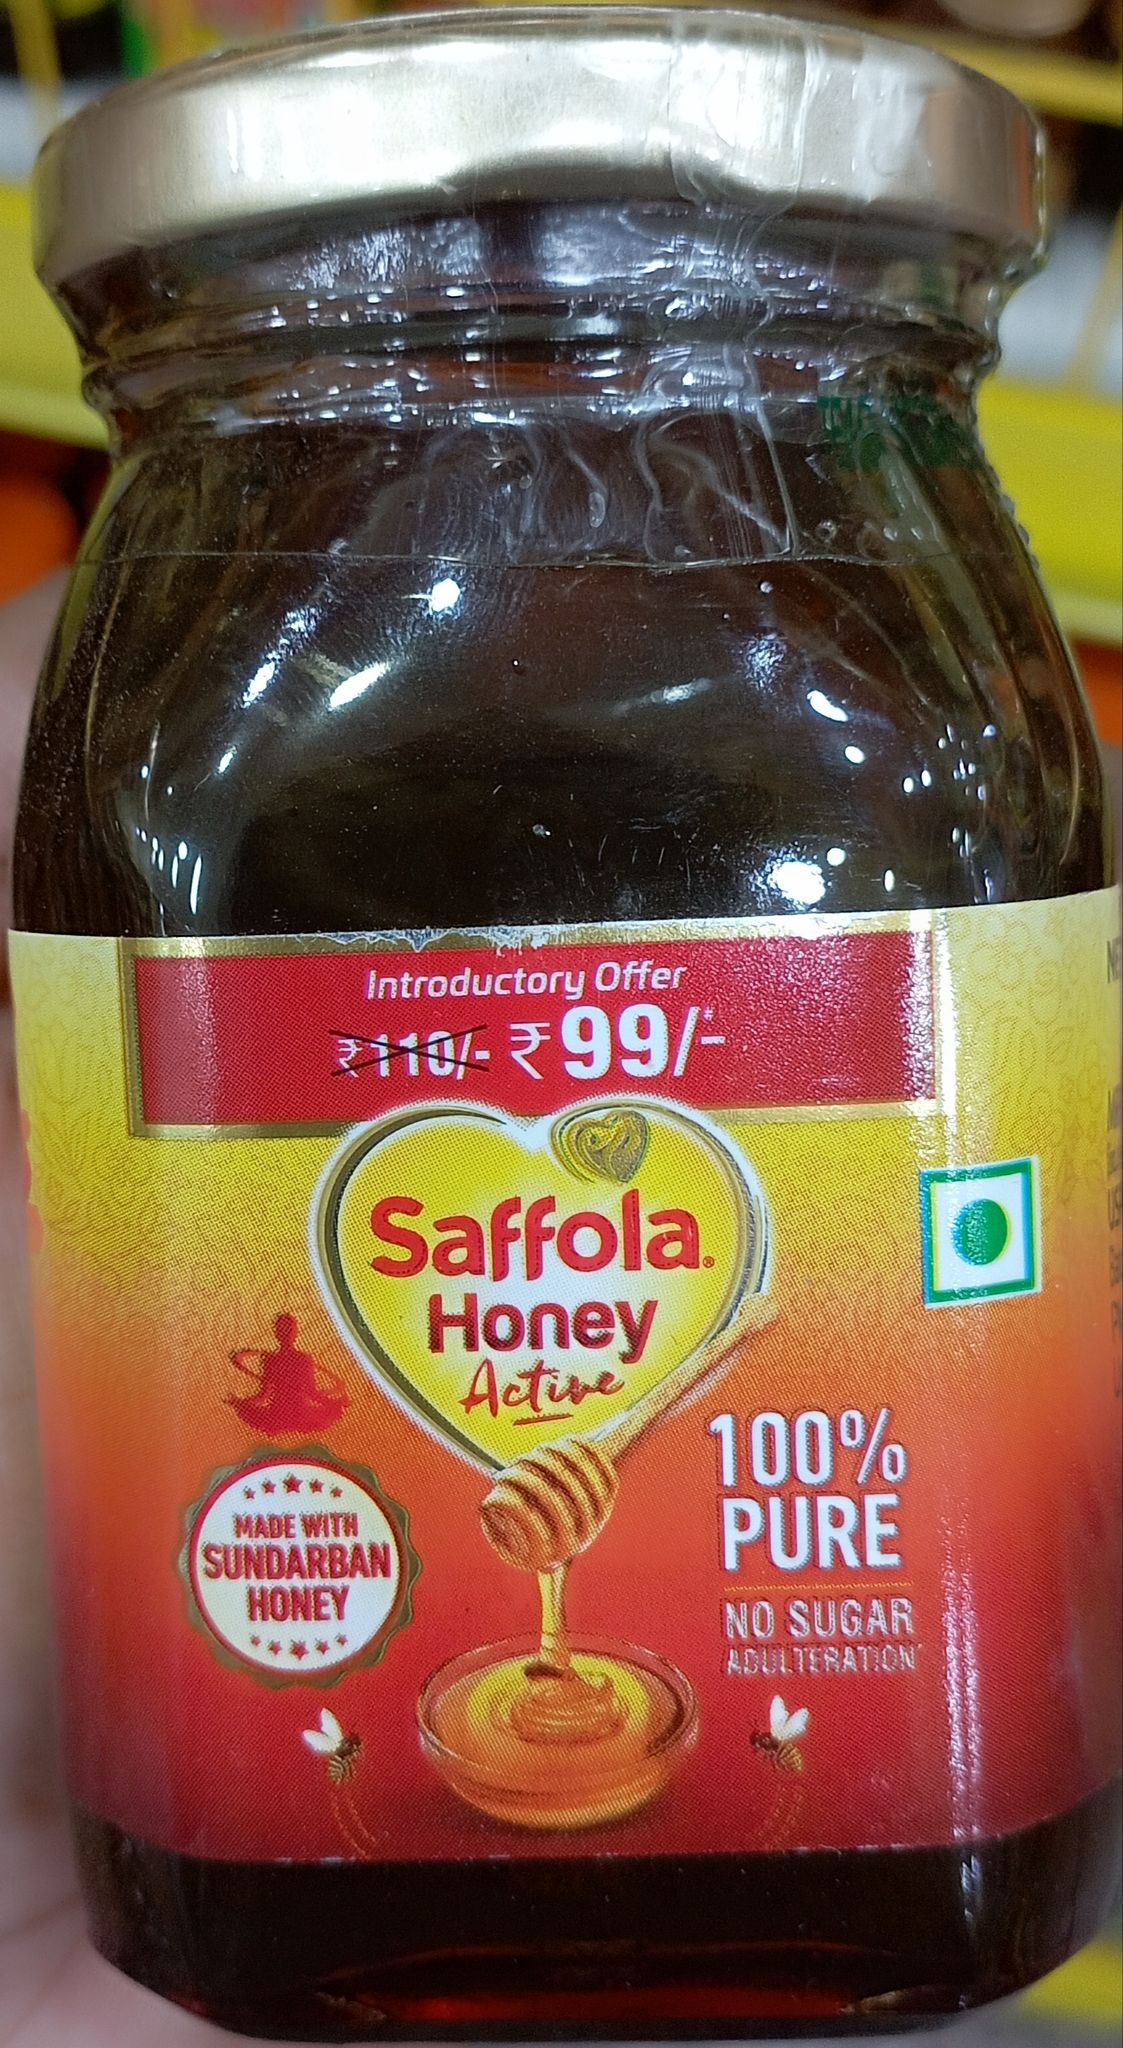 Introductory Offer
₹110/- ₹99/-#
Saffola®
Honey
Active
100%
PURE
NO SUGAR
ADULTERATION
MADE WITH
SUNDARBAN
HONEY